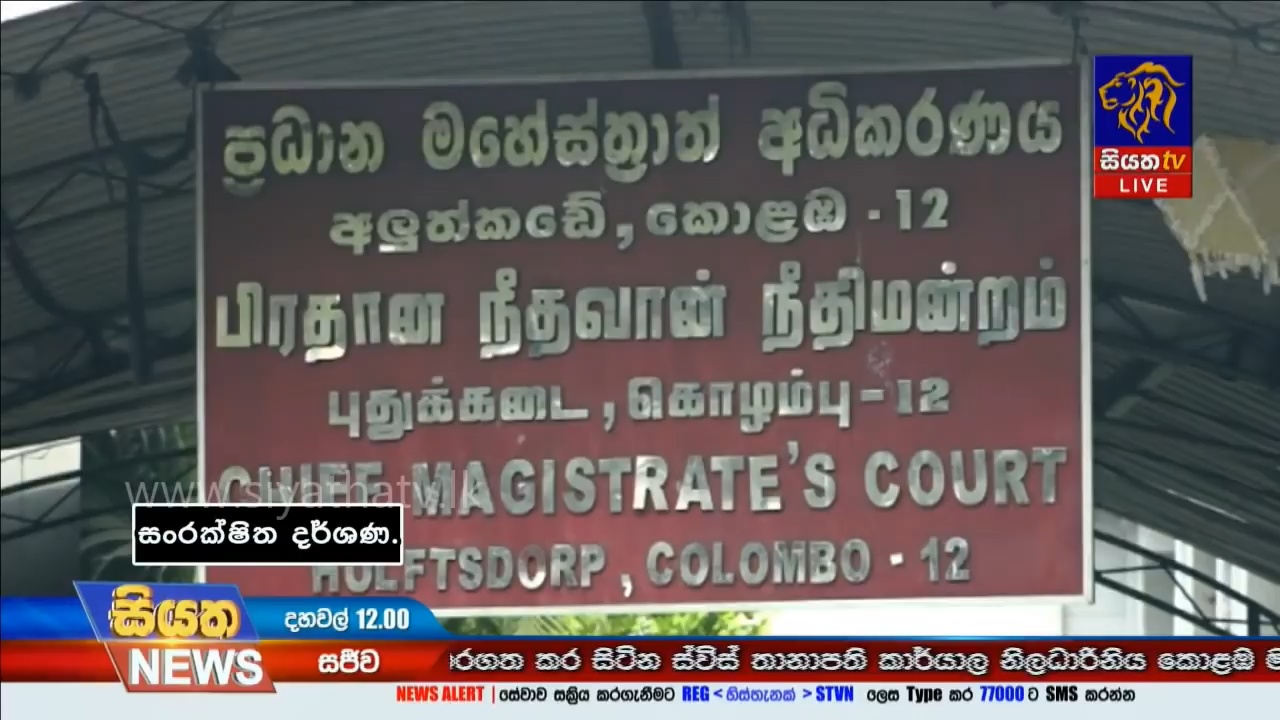 ප්‍රධාන මහේස්ත්‍රාත් අධිකරණය
අලුත්කඩේ, කොළඹ - 12
பிரதான நீதவான் நீதிமன்றம்
புதுக்கடை, கொழும்பு - 12
CHIEF MAGISTRATE'S COURT
HULFTSDORP, COLOMBO - 12
සියත tv
LIVE
www.siyathatv.lk
සංරක්ෂිත දර්ශණ.
සියත
NEWS
දහවල් 12.00
සජීව
රගත කර සිටින ස්විස් තානාපති කාර්යාල නිලධාරිනිය කොළඹ ම
NEWS ALERT | සේවාව සක්‍රිය කරගැනීමට REG < හිස්තැනක් > STVN ලෙස Type කර 77000 ට SMS කරන්න